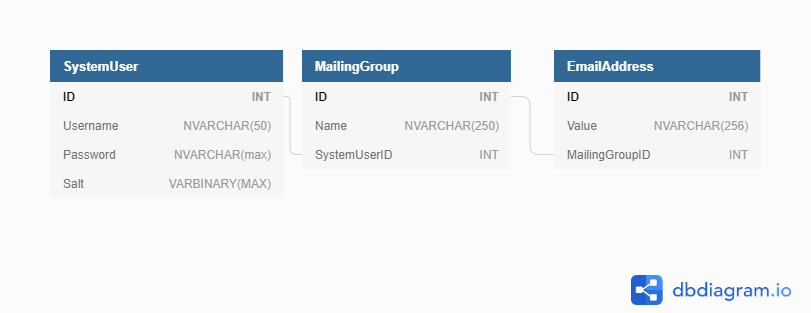 SystemUser
ID INT
Username NVARCHAR(50)
Password NVARCHAR(max)
Salt VARBINARY(MAX)
MailingGroup
ID INT
Name NVARCHAR(250)
SystemUserID INT
EmailAddress
ID INT
Value NVARCHAR(256)
MailingGroupID INT
dbdiagram.io